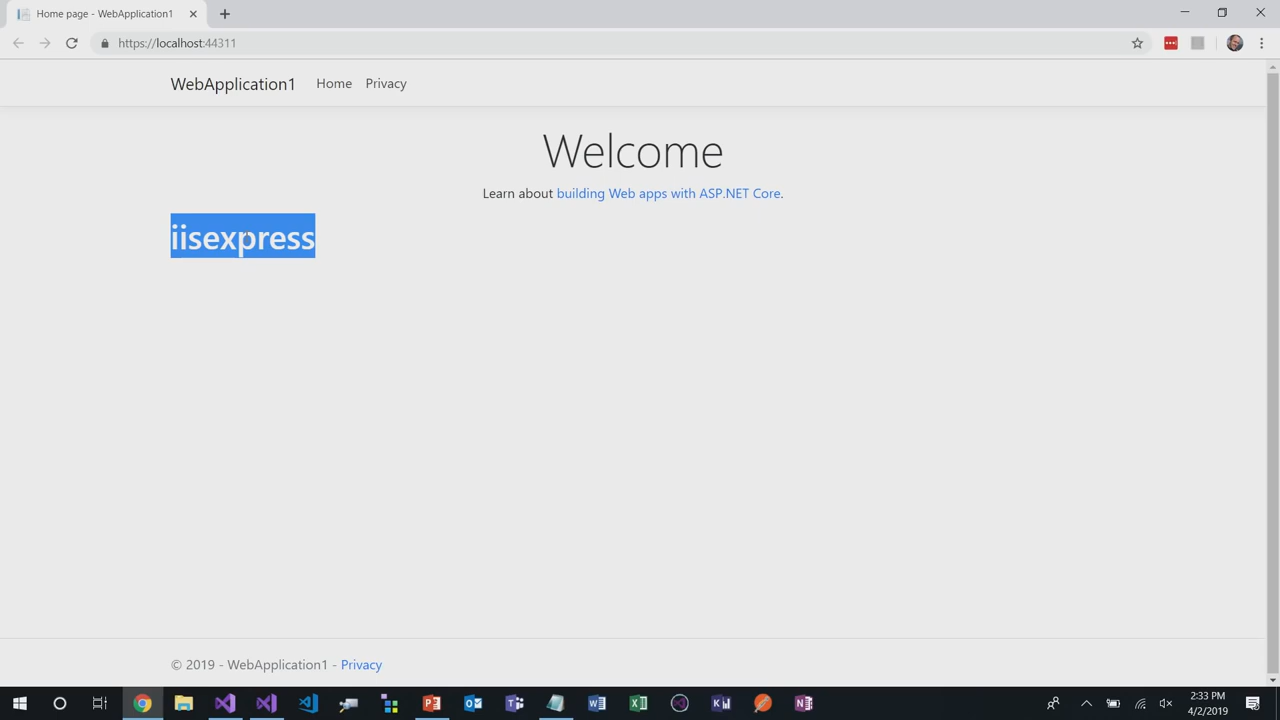 Home page - WebApplication1
https://localhost:44311
WebApplication1 Home Privacy
Welcome
Learn about building Web apps with ASP.NET Core.
iisexpress
© 2019 - WebApplication1 - Privacy
2:33 PM
4/2/2019